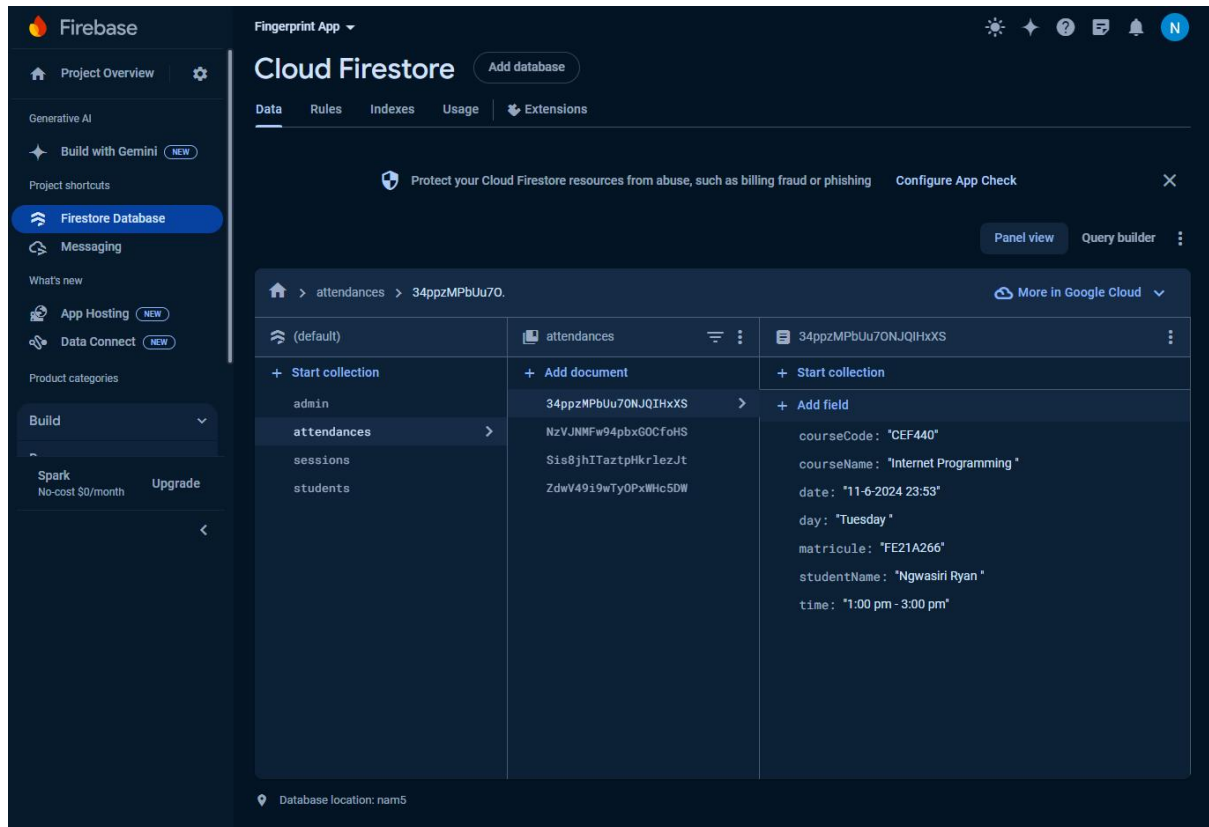 Firebase
Fingerprint App
N
Project Overview
Cloud Firestore
Add database
Data Rules Indexes Usage Extensions
Generative AI
Build with Gemini NEW
Project shortcuts
Firestore Database
Messaging
What's new
App Hosting NEW
Data Connect NEW
Product categories
Build
Spark
No-cost $0/month
Upgrade
Protect your Cloud Firestore resources from abuse, such as billing fraud or phishing Configure App Check
Panel view Query builder
attendances > 34ppzMPbUu7O.
More in Google Cloud
(default)
+ Start collection
admin
attendances
sessions
students
attendances
+ Add document
34ppzMPbUu7ONJQIHxXS
NzVJNMFw94pbxGOCfoHS
Sis8jhITaztpHkrlezJt
ZdwV49i9wTyOPxWHc5DW
34ppzMPbUu7ONJQIHxXS
+ Start collection
+ Add field
courseCode: "CEF440"
courseName: "Internet Programming "
date: "11-6-2024 23:53"
day: "Tuesday "
matricule: "FE21A266"
studentName: "Ngwasiri Ryan "
time: "1:00 pm - 3:00 pm"
Database location: nam5